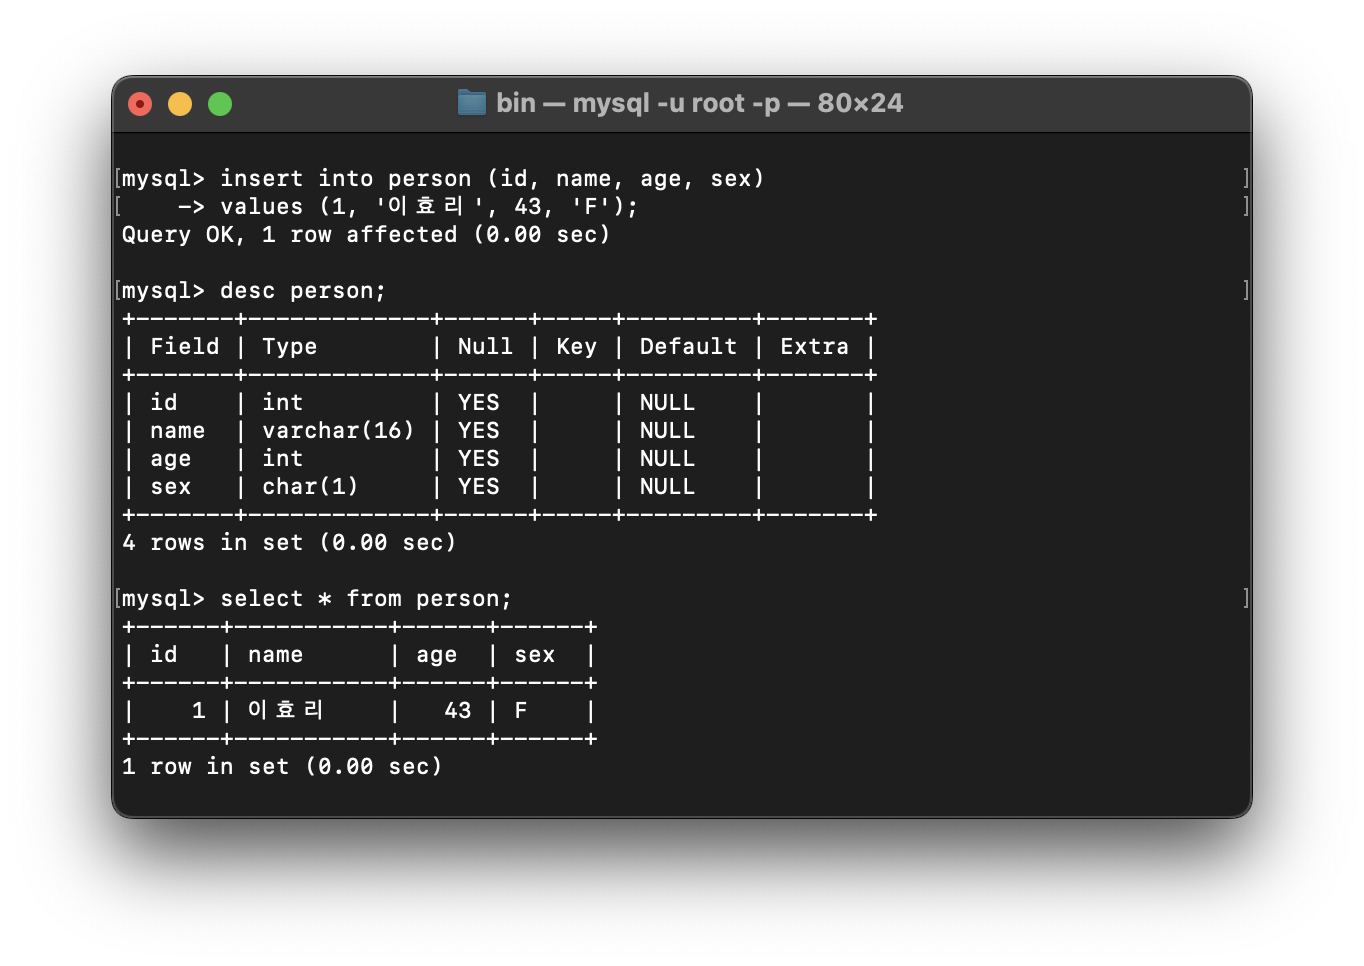 bin — mysql -u root -p — 80×24
mysql> insert into person (id, name, age, sex)
    -> values (1, '이효리', 43, 'F');
Query OK, 1 row affected (0.00 sec)
mysql> desc person;
+-------+-------------+------+-----+---------+-------+
| Field | Type        | Null | Key | Default | Extra |
+-------+-------------+------+-----+---------+-------+
| id    | int         | YES  |     | NULL    |       |
| name  | varchar(16) | YES  |     | NULL    |       |
| age   | int         | YES  |     | NULL    |       |
| sex   | char(1)     | YES  |     | NULL    |       |
+-------+-------------+------+-----+---------+-------+
4 rows in set (0.00 sec)
mysql> select * from person;
+------+-----------+------+------+
| id   | name      | age  | sex  |
+------+-----------+------+------+
|    1 | 이효리    |   43 | F    |
+------+-----------+------+------+
1 row in set (0.00 sec)